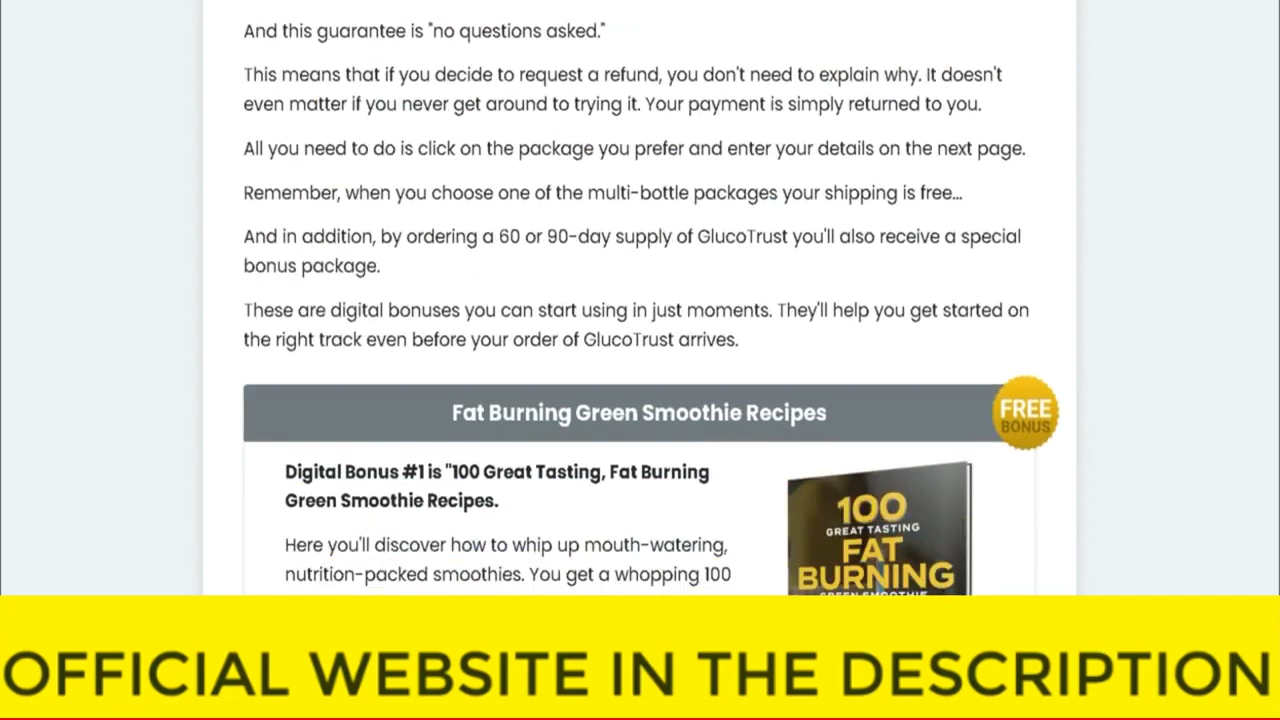 And this guarantee is "no questions asked."
This means that if you decide to request a refund, you don't need to explain why. It doesn't
even matter if you never get around to trying it. Your payment is simply returned to you.
All you need to do is click on the package you prefer and enter your details on the next page.
Remember, when you choose one of the multi-bottle packages your shipping is free...
And in addition, by ordering a 60 or 90-day supply of GlucoTrust you'll also receive a special
bonus package.
These are digital bonuses you can start using in just moments. They'll help you get started on
the right track even before your order of GlucoTrust arrives.
Fat Burning Green Smoothie Recipes
FREE
BONUS
Digital Bonus #1 is "100 Great Tasting, Fat Burning
Green Smoothie Recipes.
Here you'll discover how to whip up mouth-watering,
nutrition-packed smoothies. You get a whopping 100
100
GREAT TASTING
FAT
BURNING
GREEN SMOOTHIE
OFFICIAL WEBSITE IN THE DESCRIPTION